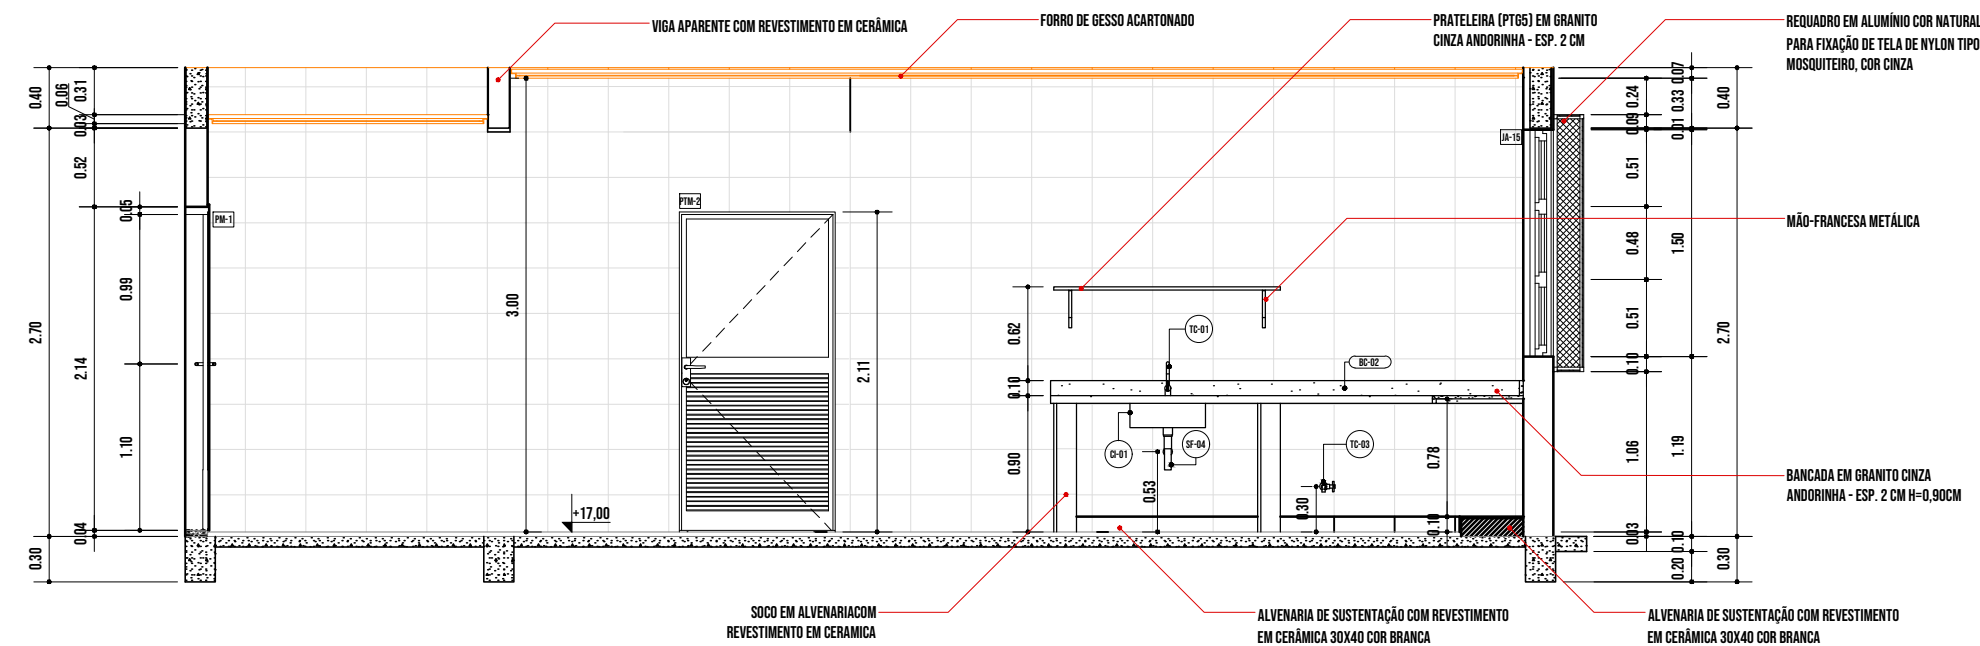 VIGA APARENTE COM REVESTIMENTO EM CERÂMICA
FORRO DE GESSO ACARTONADO
PRATELEIRA (PTG5) EM GRANITO
CINZA ANDORINHA - ESP. 2 CM
REQUADRO EM ALUMÍNIO COR NATURAL
PARA FIXAÇÃO DE TELA DE NYLON TIPO
MOSQUITEIRO, COR CINZA
0.40
0.06
0.31
0.03
0.52
0.05
2.70
2.14
0.99
1.10
0.04
0.30
PM-1
3.00
PTM-2
2.11
+17,00
JA-15
0.62
0.10
0.90
TC-01
BC-02
CI-01
SF-04
0.53
TC-03
0.30
0.78
0.10
0.07
0.24
0.33
0.40
0.09
0.01
0.51
0.48
1.50
0.51
2.70
0.10
1.06
1.19
0.03
0.10
0.20
0.30
MÃO-FRANCESA METÁLICA
BANCADA EM GRANITO CINZA
ANDORINHA - ESP. 2 CM H=0,90CM
SOCO EM ALVENARIACOM
REVESTIMENTO EM CERAMICA
ALVENARIA DE SUSTENTAÇÃO COM REVESTIMENTO
EM CERÂMICA 30X40 COR BRANCA
ALVENARIA DE SUSTENTAÇÃO COM REVESTIMENTO
EM CERÂMICA 30X40 COR BRANCA